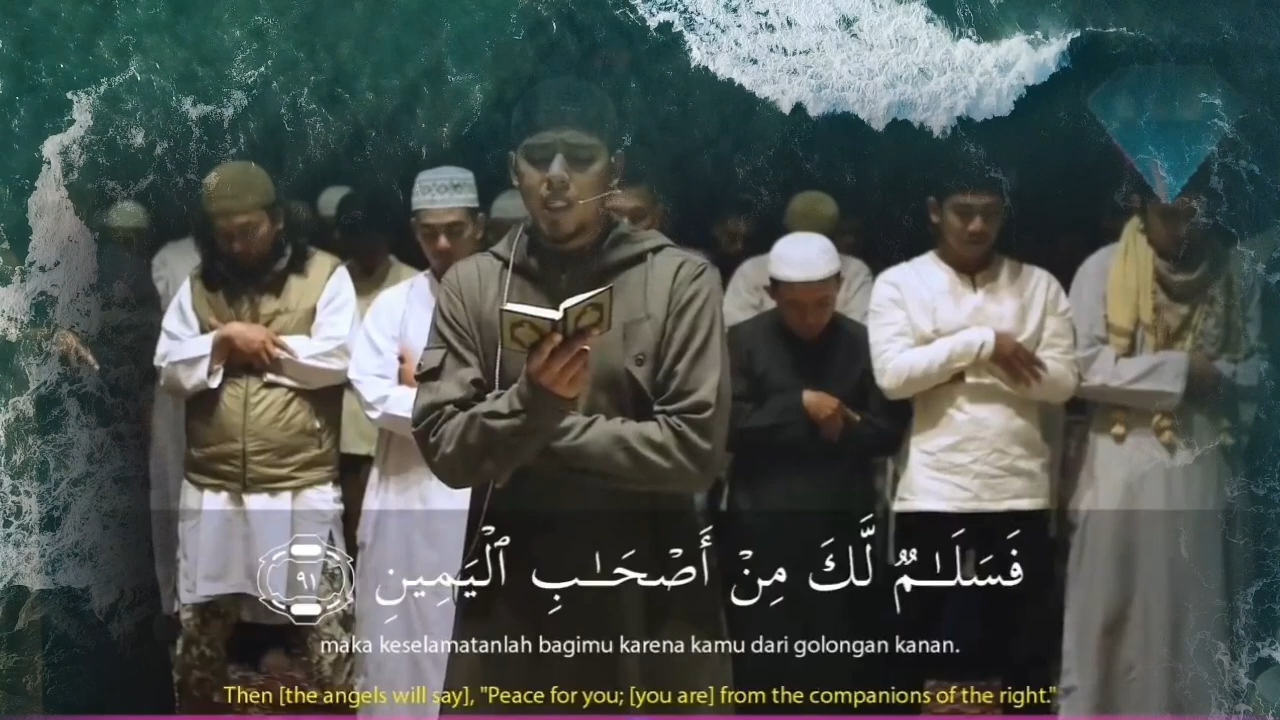 فَسَلَـٰمٌۭ لَّكَ مِنْ أَصْحَـٰبِ ٱلْيَمِينِ ٩١
maka keselamatanlah bagimu karena kamu dari golongan kanan.
Then [the angels will say], "Peace for you; [you are] from the companions of the right."